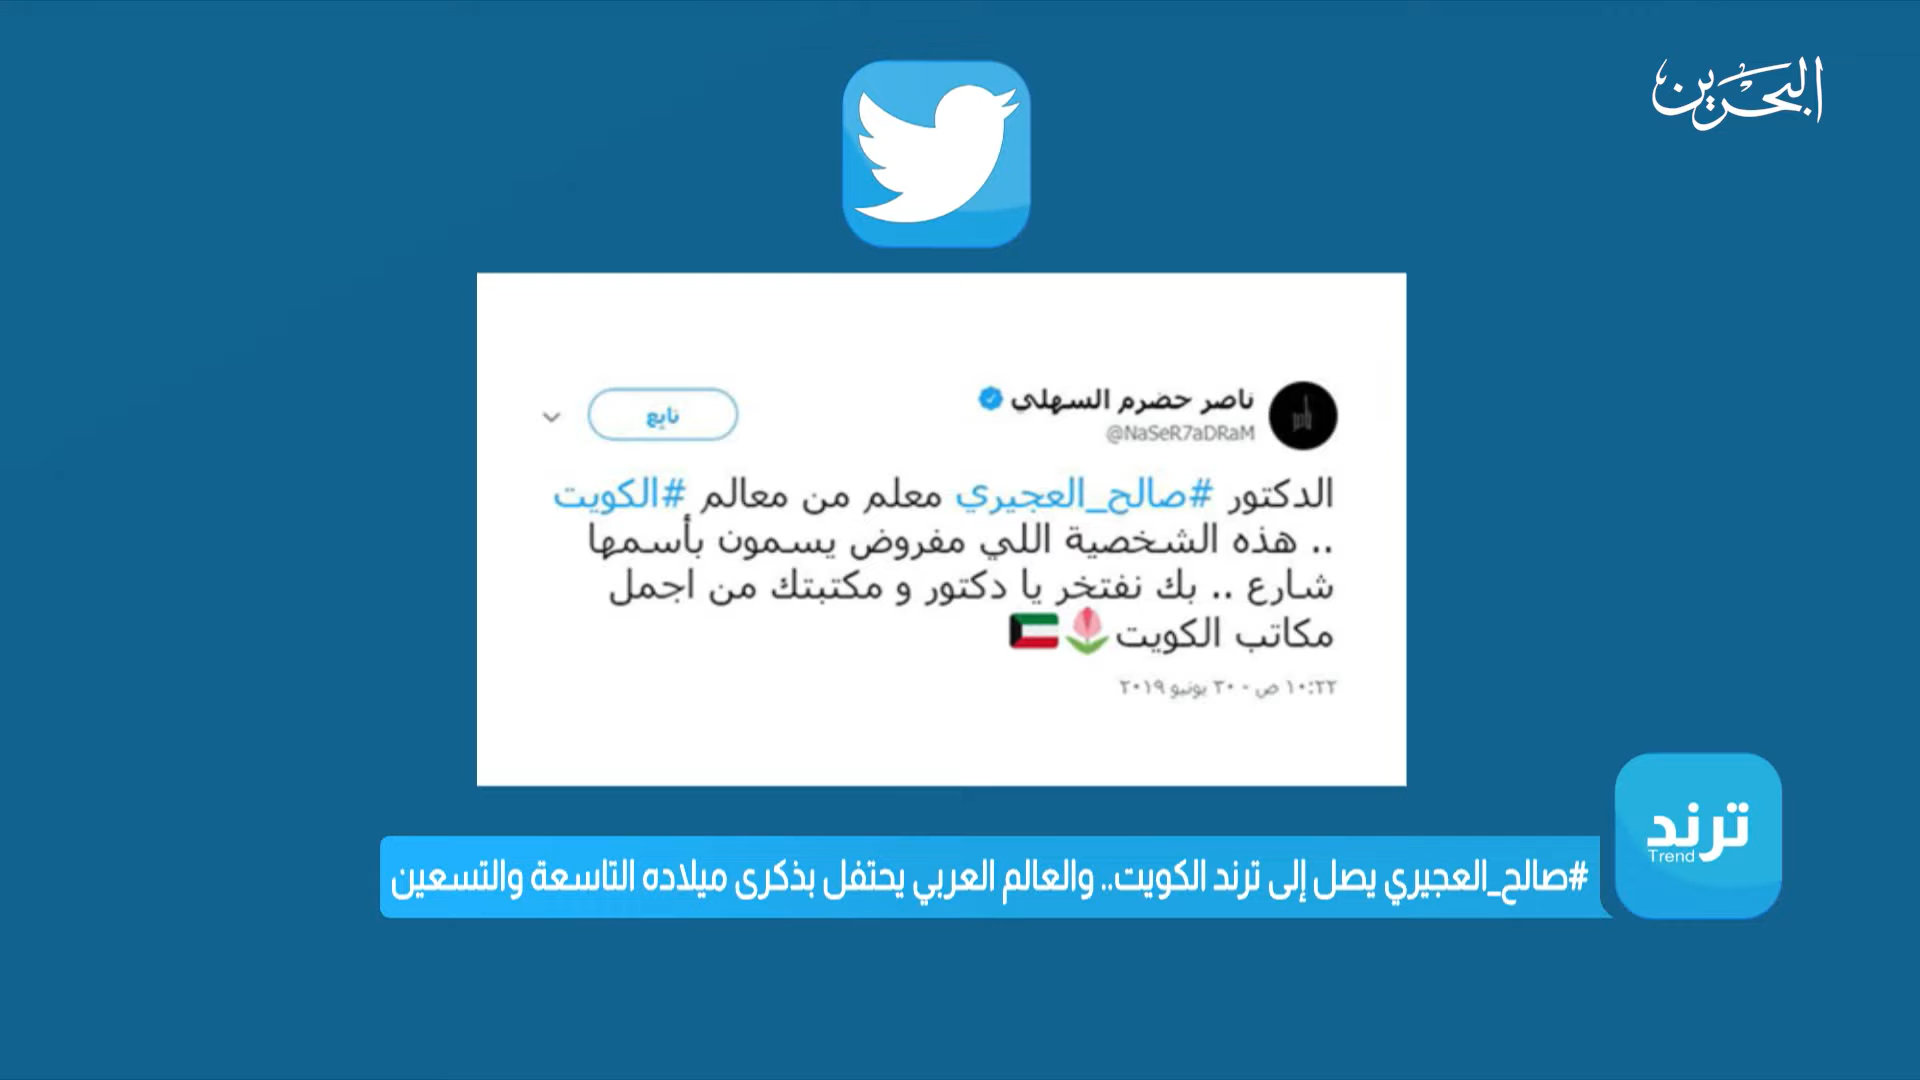 البحرين
ناصر حضرم السهلي
@NaSeR7aDRaM
تابع
الدكتور #صالح_العجيري معلم من معالم #الكويت
.. هذه الشخصية اللي مفروض يسمون بأسمها
شارع .. بك نفتخر يا دكتور و مكتبتك من اجمل
مكاتب الكويت
١٠:٢٢ ص - ٣٠ يونيو ٢٠١٩
ترند
Trend
#صالح_العجيري يصل إلى ترند الكويت.. والعالم العربي يحتفل بذكرى ميلاده التاسعة والتسعين